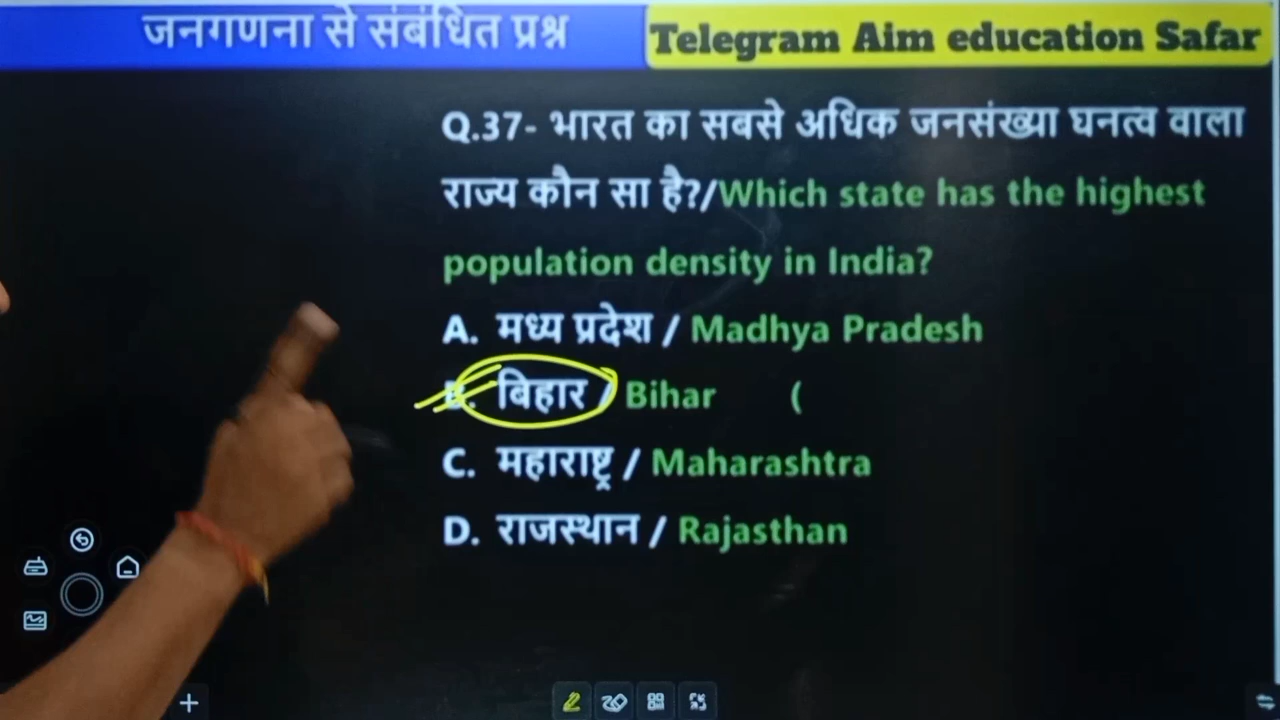 जनगणना से संबंधित प्रश्न
Telegram Aim education Safar
Q.37- भारत का सबसे अधिक जनसंख्या घनत्व वाला
राज्य कौन सा है?/Which state has the highest
population density in India?
A. मध्य प्रदेश / Madhya Pradesh
B. बिहार / Bihar (
C. महाराष्ट्र / Maharashtra
D. राजस्थान / Rajasthan